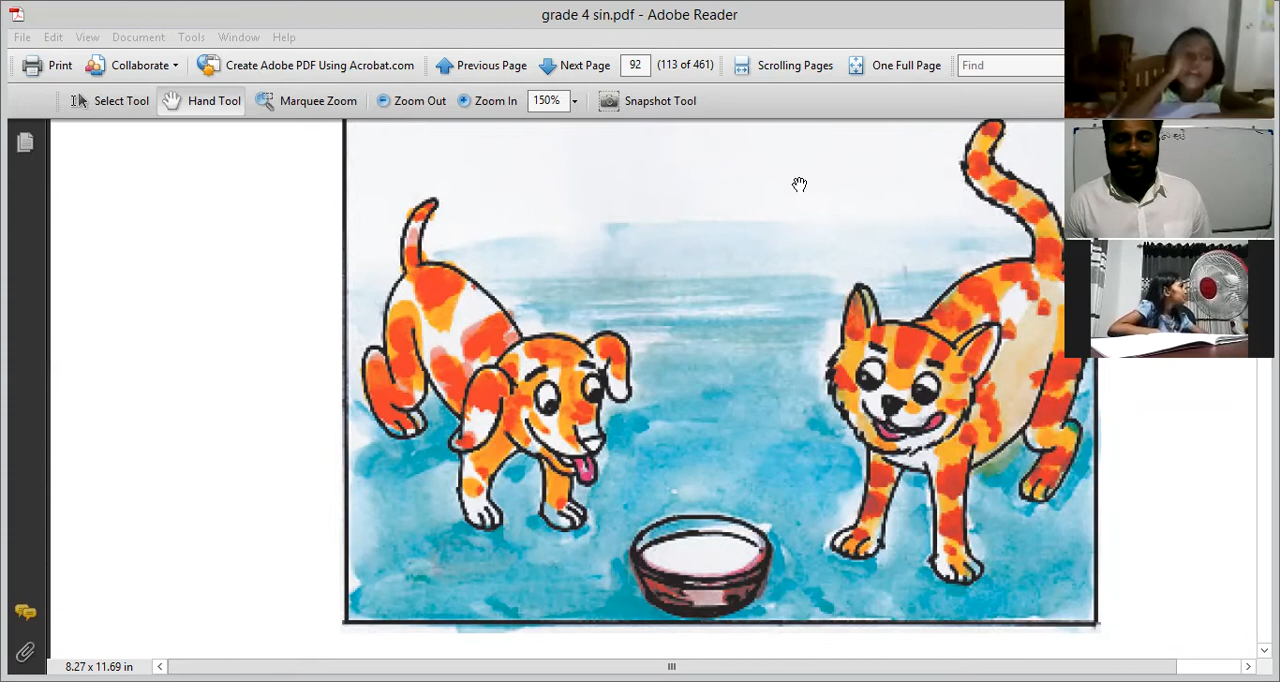 grade 4 sin.pdf - Adobe Reader
File Edit View Document Tools Window Help
Print Collaborate Create Adobe PDF Using Acrobat.com Previous Page Next Page 92 (113 of 461) Scrolling Pages One Full Page Find
Select Tool Hand Tool Marquee Zoom Zoom Out Zoom In 150% Snapshot Tool
8.27 x 11.69 in